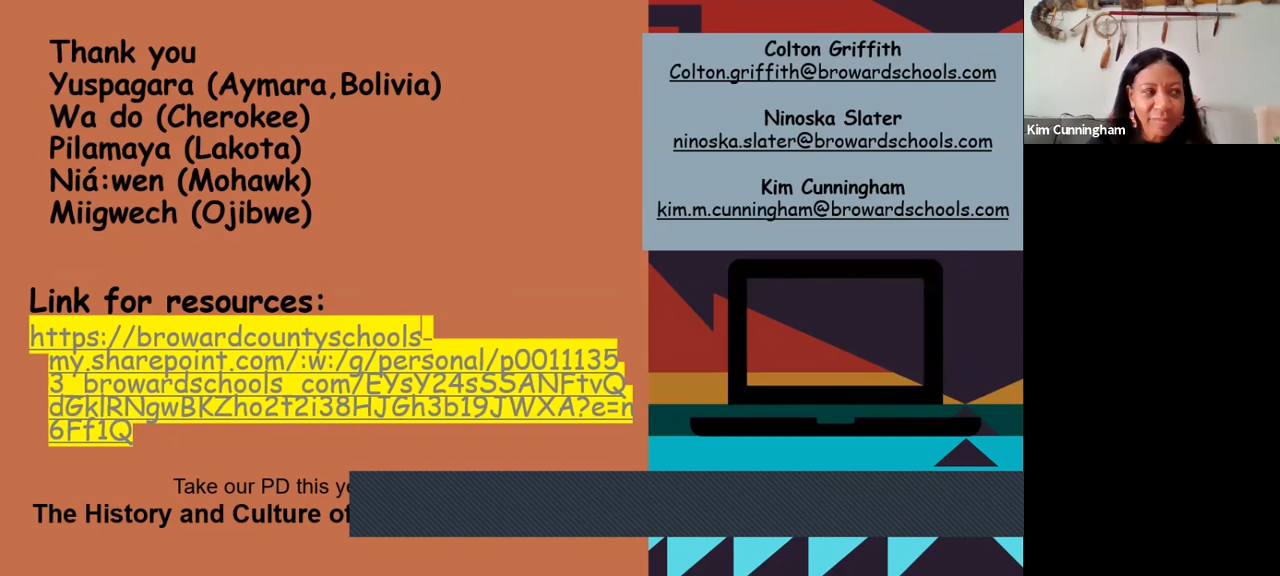 Thank you
Yuspagara (Aymara,Bolivia)
Wa do (Cherokee)
Pilamaya (Lakota)
Niá:wen (Mohawk)
Miigwech (Ojibwe)
Link for resources:
https://browardcountyschools-
my.sharepoint.com/:w:/g/personal/p0011135
3_browardschools_com/EYsY24sSSANFtvQ
dGklRNgwBKZho2t2i38HJGh3b19JWXA?e=n
6Ff1Q
Take our PD this
The History and Culture of
Colton Griffith
Colton.griffith@browardschools.com
Ninoska Slater
ninoska.slater@browardschools.com
Kim Cunningham
kim.m.cunningham@browardschools.com
Kim Cunningham